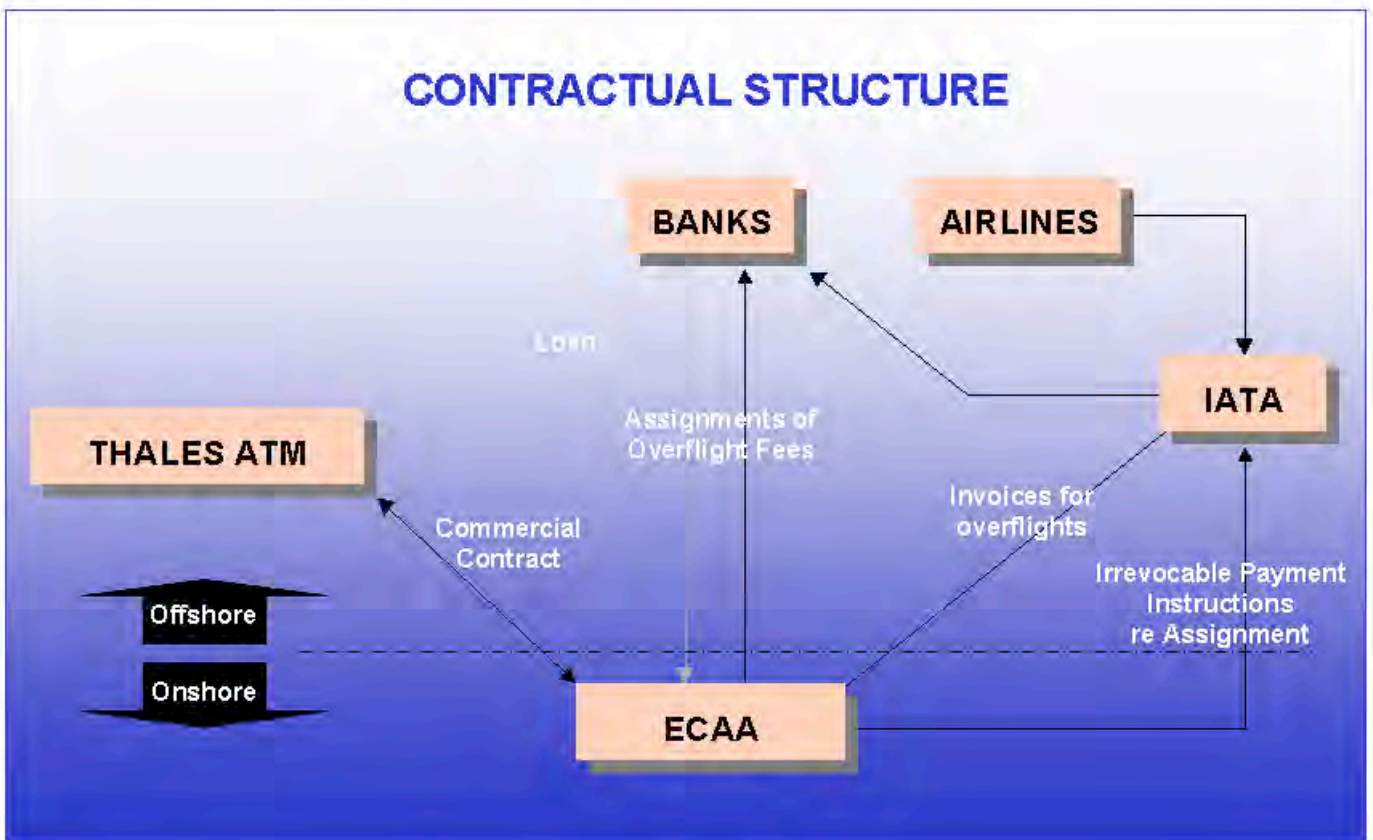 CONTRACTUAL STRUCTURE
BANKS
AIRLINES
Loan
IATA
Assignments of
Overflight Fees
THALES ATM
Invoices for
overflights
Commercial
Contract
Irrevocable Payment
Instructions
re Assignment
Offshore
Onshore
ECAA